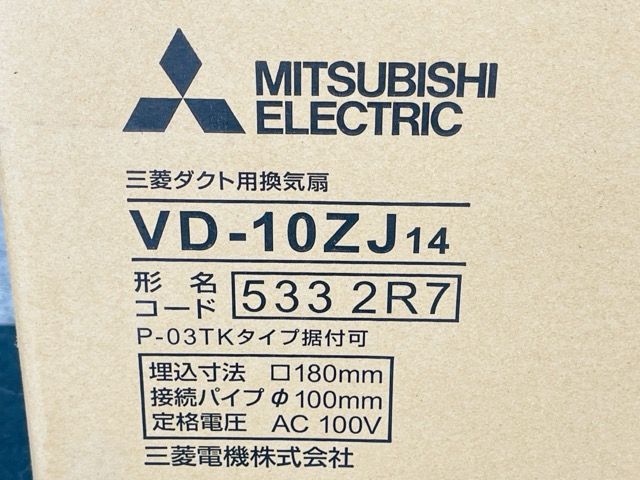 MITSUBISHI
ELECTRIC
三菱ダクト用換気扇
VD-10ZJ14
形名
コード 533 2R7
P-03TKタイプ据付可
埋込寸法 □180mm
接続パイプ φ100mm
定格電圧 AC 100V
三菱電機株式会社